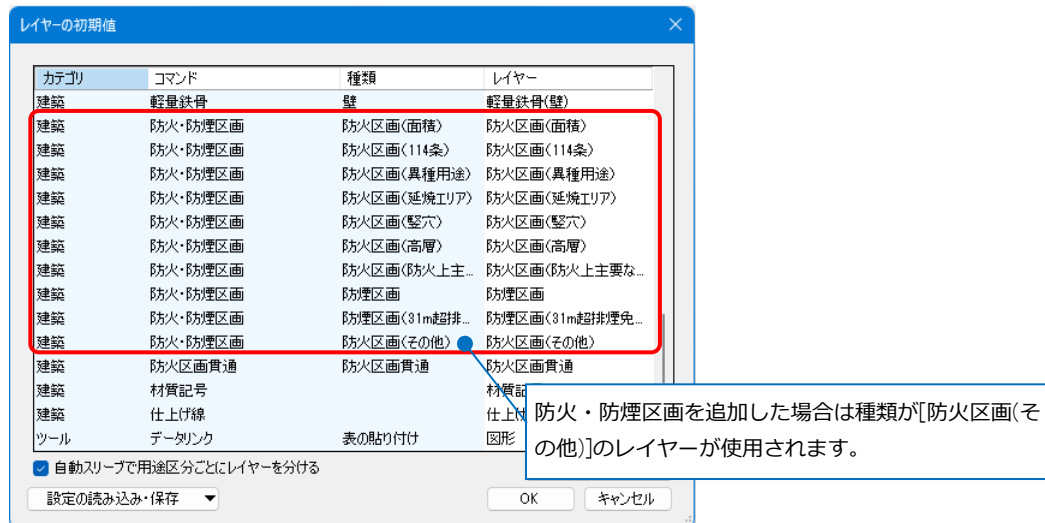 レイヤーの初期値
カテゴリ コマンド 種類 レイヤー
建築 軽量鉄骨 壁 軽量鉄骨(壁)
建築 防火・防煙区画 防火区画(面積) 防火区画(面積)
建築 防火・防煙区画 防火区画(114条) 防火区画(114条)
建築 防火・防煙区画 防火区画(異種用途) 防火区画(異種用途)
建築 防火・防煙区画 防火区画(延焼エリア) 防火区画(延焼エリア)
建築 防火・防煙区画 防火区画(竪穴) 防火区画(竪穴)
建築 防火・防煙区画 防火区画(高層) 防火区画(高層)
建築 防火・防煙区画 防火区画(防火上主... 防火区画(防火上主要な...
建築 防火・防煙区画 防煙区画 防煙区画
建築 防火・防煙区画 防煙区画(31m超排... 防煙区画(31m超排煙免...
建築 防火・防煙区画 防火区画(その他) 防火区画(その他)
建築 防火区画貫通 防火区画貫通 防火区画貫通
建築 材質記号 材質記
建築 仕上げ線 仕上げ
ツール データリンク 表の貼り付け 図形
防火・防煙区画を追加した場合は種類が[防火区画(そ
の他)]のレイヤーが使用されます。
自動スリーブで用途区分ごとにレイヤーを分ける
設定の読み込み・保存 OK キャンセル